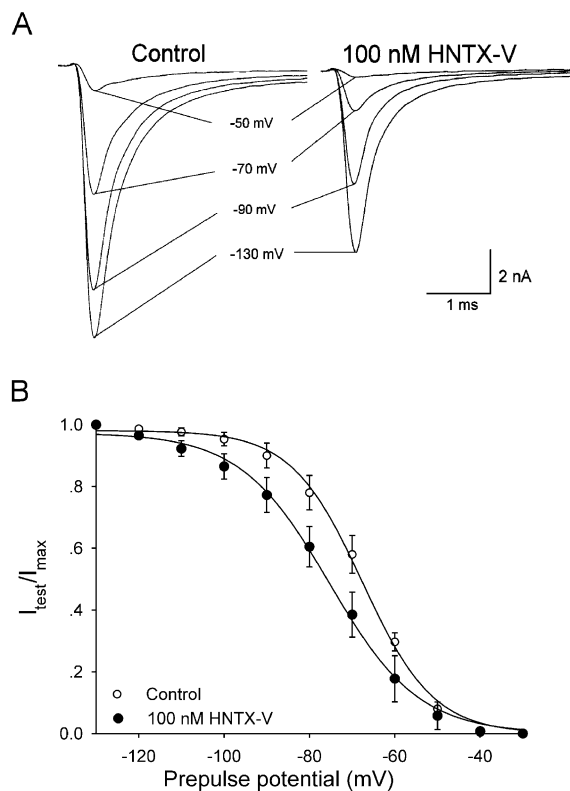 A
Control
100 nM HNTX-V
-50 mV
-70 mV
-90 mV
-130 mV
2 nA
1 ms
B
1.0
.8
.6
.4
.2
0.0
Itest/Imax
Control
100 nM HNTX-V
-120 -100 -80 -60 -40
Prepulse potential (mV)